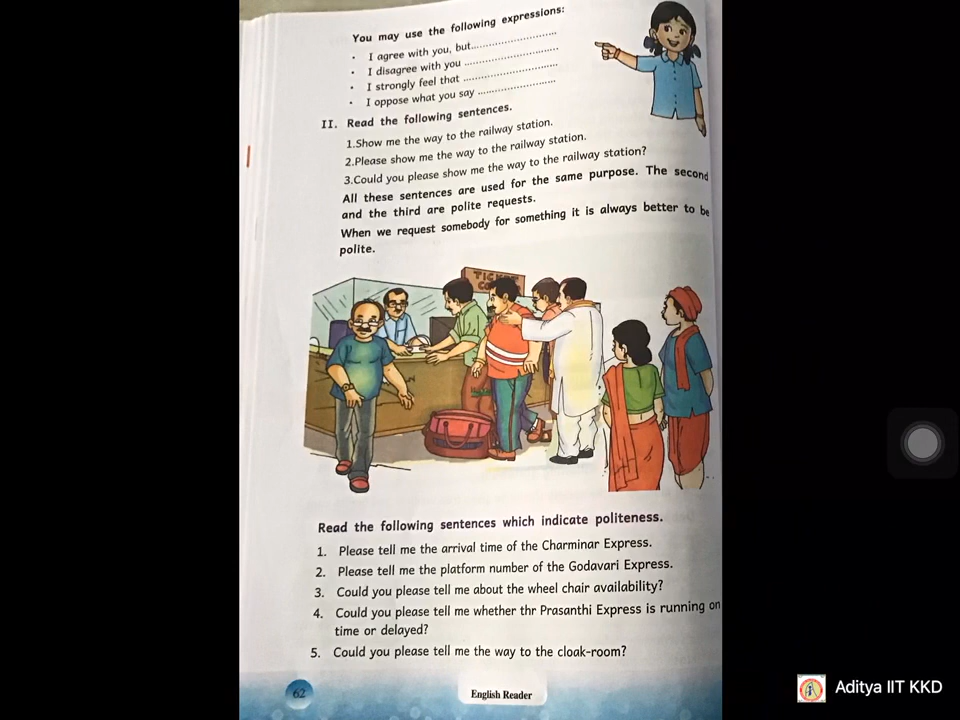 You may use the following expressions:
• I agree with you, but..............................
• I disagree with you ..............................
• I strongly feel that ..............................
• I oppose what you say ........................
II. Read the following sentences.
1.Show me the way to the railway station.
2.Please show me the way to the railway station.
3.Could you please show me the way to the railway station?
All these sentences are used for the same purpose. The second
and the third are polite requests.
When we request somebody for something it is always better to be
polite.
TICKET
Read the following sentences which indicate politeness.
1. Please tell me the arrival time of the Charminar Express.
2. Please tell me the platform number of the Godavari Express.
3. Could you please tell me about the wheel chair availability?
4. Could you please tell me whether thr Prasanthi Express is running on
time or delayed?
5. Could you please tell me the way to the cloak-room?
62
English Reader
Aditya IIT KKD